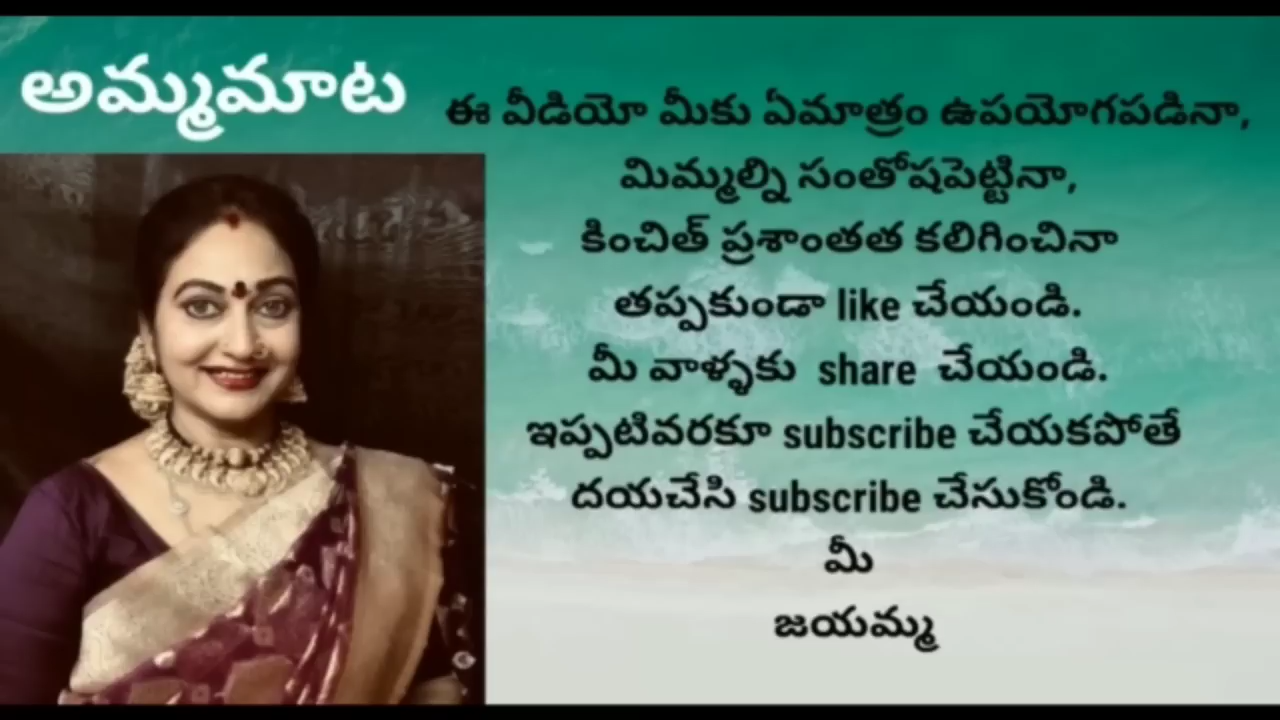 అమ్మమాట
ఈ వీడియో మీకు ఏమాత్రం ఉపయోగపడినా,
మిమ్మల్ని సంతోషపెట్టినా,
కించిత్ ప్రశాంతత కలిగించినా
తప్పకుండా like చేయండి.
మీ వాళ్ళకు share చేయండి.
ఇప్పటివరకూ subscribe చేయకపోతే
దయచేసి subscribe చేసుకోండి.
మీ
జయమ్మ